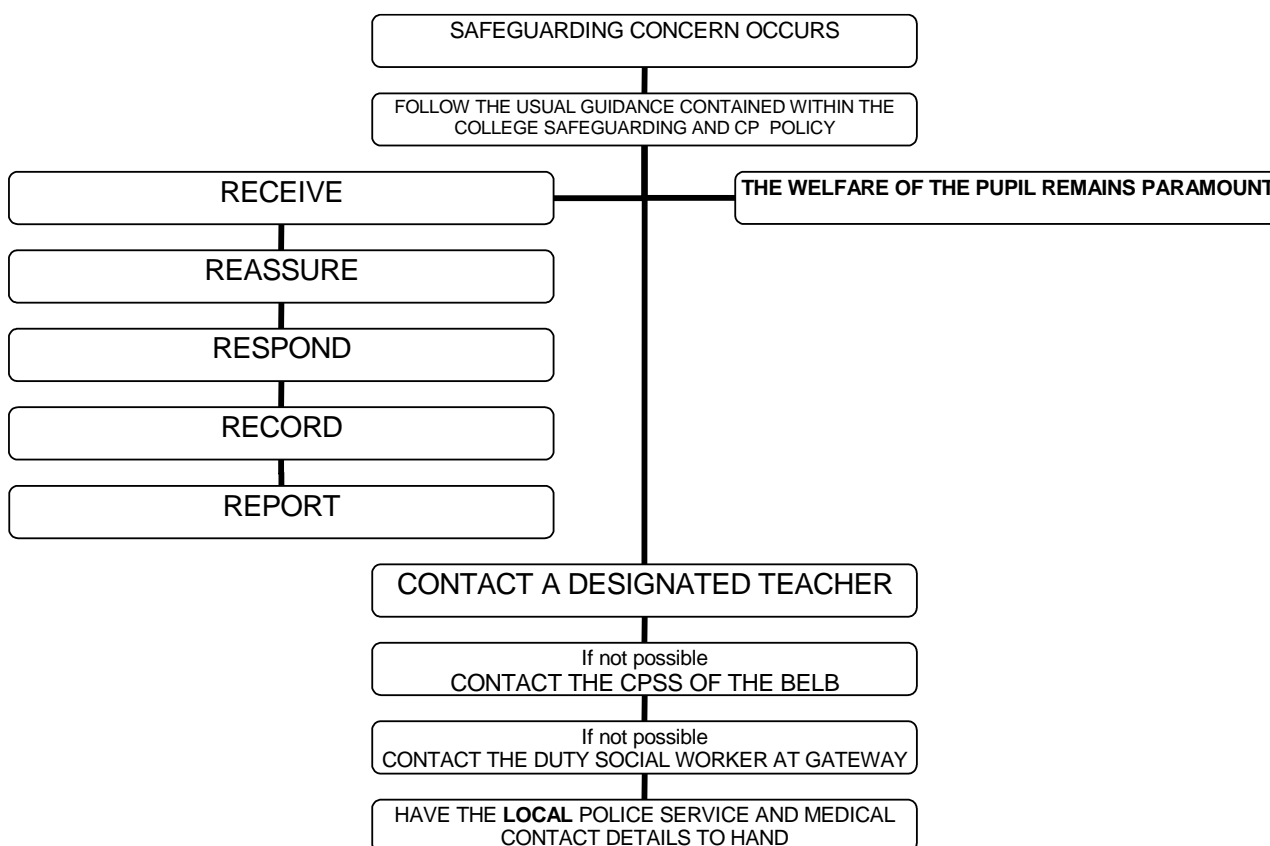 SAFEGUARDING CONCERN OCCURS
FOLLOW THE USUAL GUIDANCE CONTAINED WITHIN THE
COLLEGE SAFEGUARDING AND CP POLICY
RECEIVE
THE WELFARE OF THE PUPIL REMAINS PARAMOUNT
REASSURE
RESPOND
RECORD
REPORT
CONTACT A DESIGNATED TEACHER
If not possible
CONTACT THE CPSS OF THE BELB
If not possible
CONTACT THE DUTY SOCIAL WORKER AT GATEWAY
HAVE THE LOCAL POLICE SERVICE AND MEDICAL
CONTACT DETAILS TO HAND